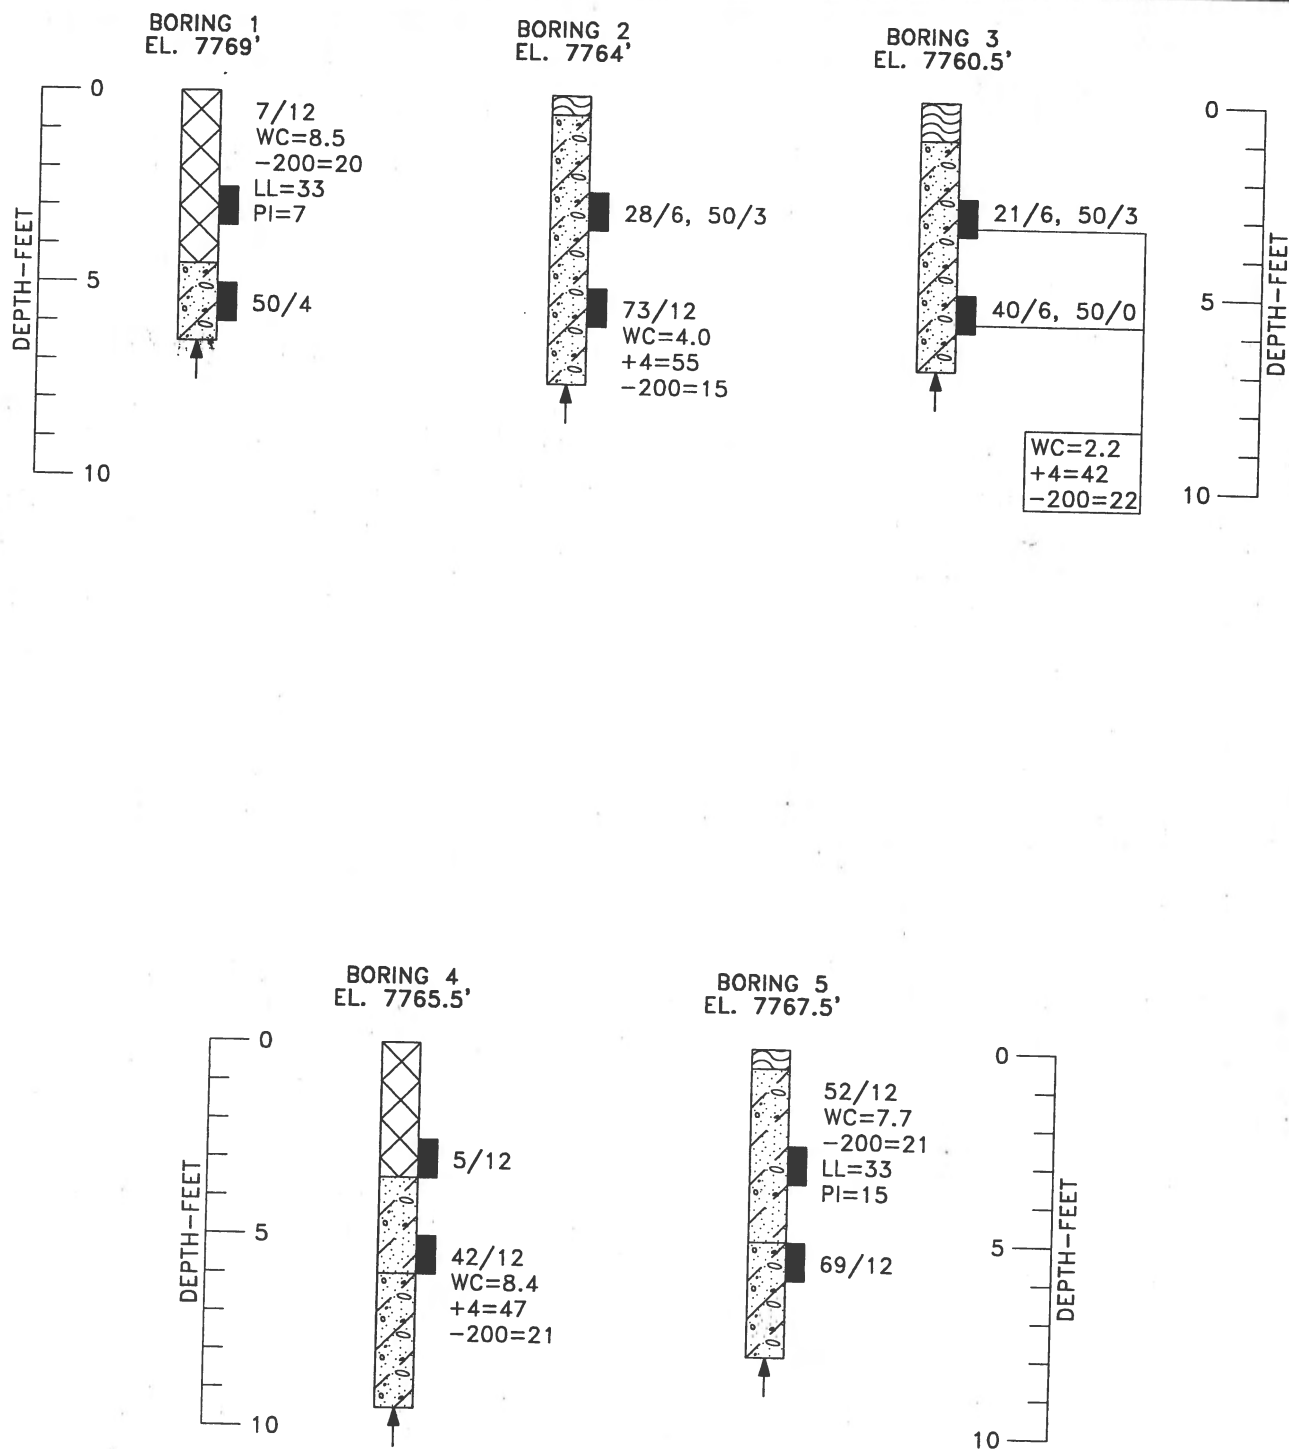 BORING 1
EL. 7769'
BORING 2
EL. 7764'
BORING 3
EL. 7760.5'
0
5
10
DEPTH-FEET
7/12
WC=8.5
-200=20
LL=33
PI=7
50/4
28/6, 50/3
73/12
WC=4.0
+4=55
-200=15
21/6, 50/3
40/6, 50/0
WC=2.2
+4=42
-200=22
0
5
10
DEPTH-FEET
BORING 4
EL. 7765.5'
BORING 5
EL. 7767.5'
0
5
10
DEPTH-FEET
5/12
42/12
WC=8.4
+4=47
-200=21
52/12
WC=7.7
-200=21
LL=33
PI=15
69/12
0
5
10
DEPTH-FEET